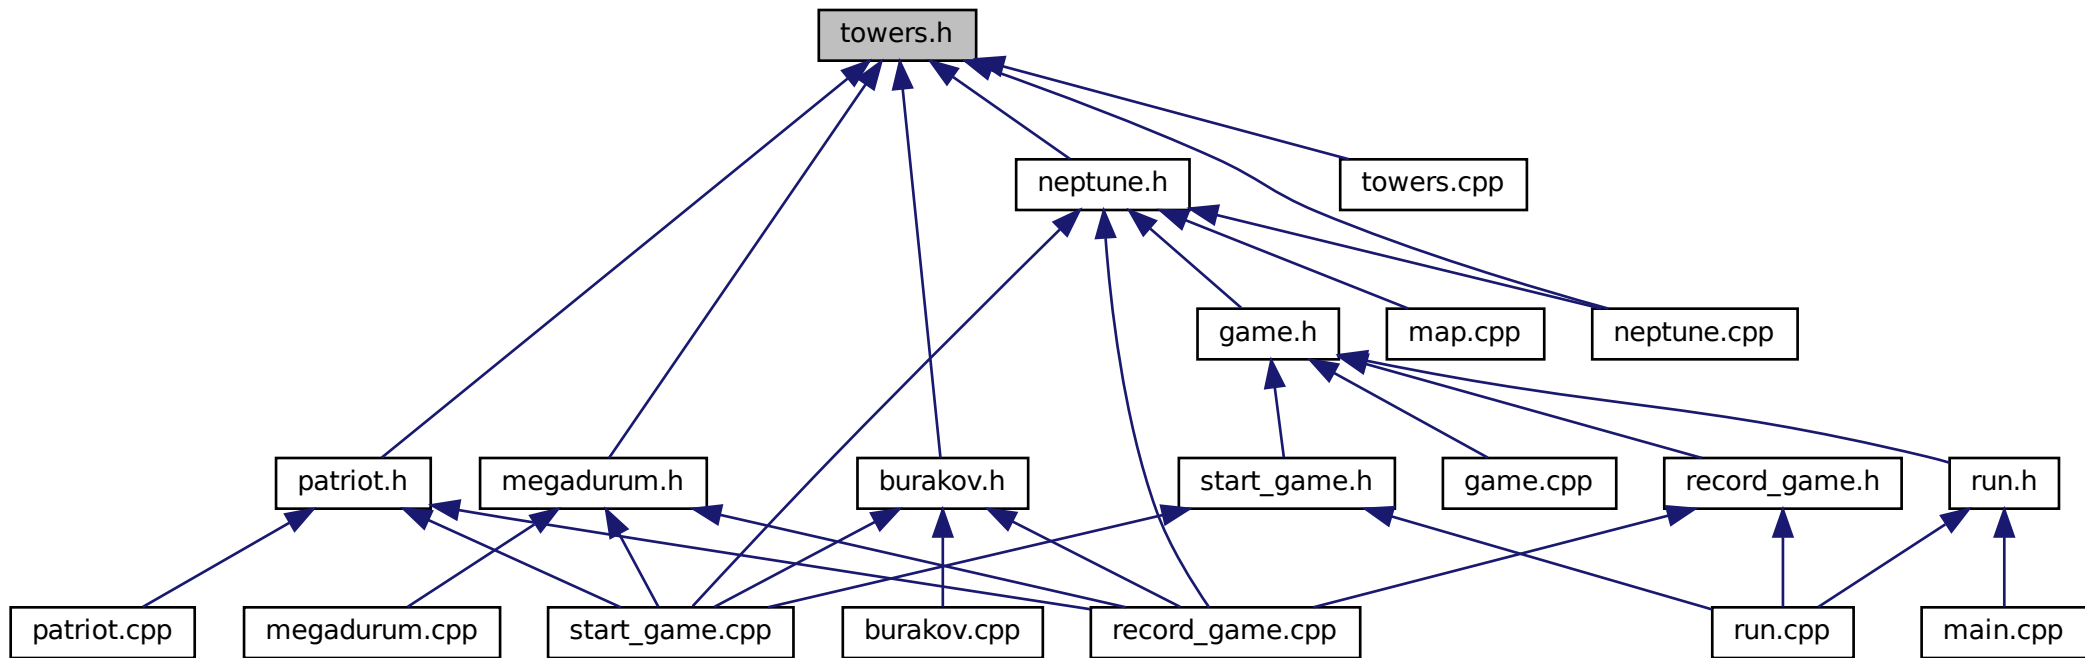 towers.h
neptune.h
towers.cpp
game.h
map.cpp
neptune.cpp
patriot.h
megadurum.h
burakov.h
start_game.h
game.cpp
record_game.h
run.h
patriot.cpp
megadurum.cpp
start_game.cpp
burakov.cpp
record_game.cpp
run.cpp
main.cpp